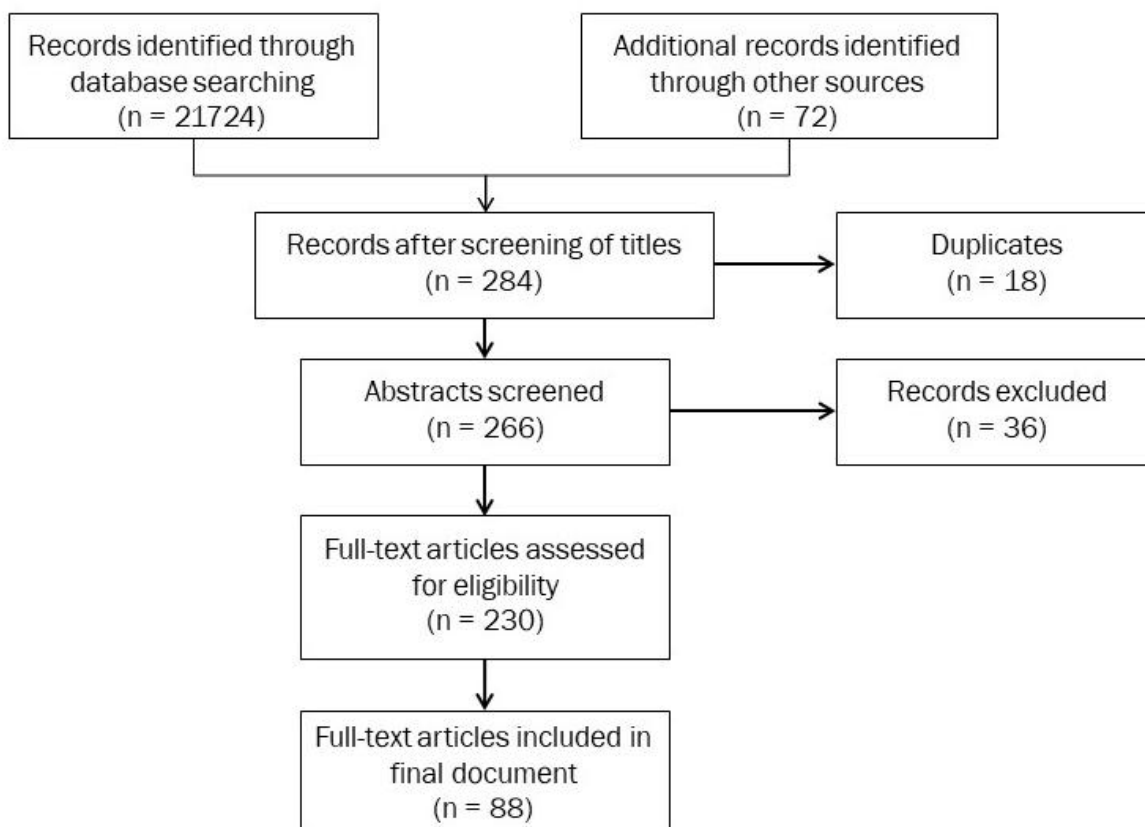 Records identified through
database searching
(n = 21724)
Additional records identified
through other sources
(n = 72)
Records after screening of titles
(n = 284)
Duplicates
(n = 18)
Abstracts screened
(n = 266)
Records excluded
(n = 36)
Full-text articles assessed
for eligibility
(n = 230)
Full-text articles included in
final document
(n = 88)